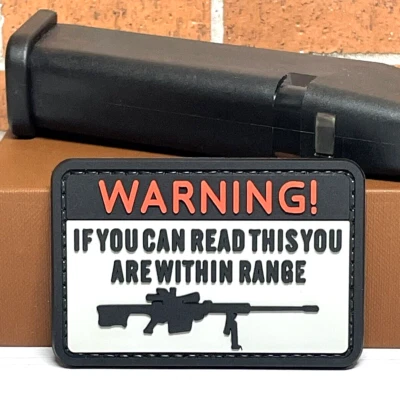 WARNING!
IF YOU CAN READ THIS YOU
ARE WITHIN RANGE